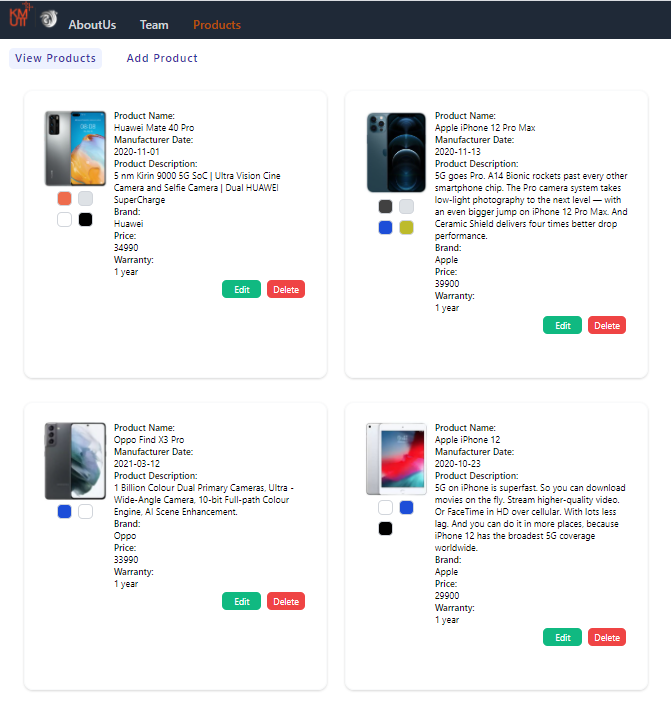 KM
UTT
AboutUs
Team
Products
View Products
Add Product
Product Name:
Huawei Mate 40 Pro
Manufacturer Date:
2020-11-01
Product Description:
5 nm Kirin 9000 5G SoC | Ultra Vision Cine
Camera and Selfie Camera | Dual HUAWEI
SuperCharge
Brand:
Huawei
Price:
34990
Warranty:
1 year
Edit
Delete
Product Name:
Apple iPhone 12 Pro Max
Manufacturer Date:
2020-11-13
Product Description:
5G goes Pro. A14 Bionic rockets past every other
smartphone chip. The Pro camera system takes
low-light photography to the next level — with
an even bigger jump on iPhone 12 Pro Max. And
Ceramic Shield delivers four times better drop
performance.
Brand:
Apple
Price:
39900
Warranty:
1 year
Edit
Delete
Product Name:
Oppo Find X3 Pro
Manufacturer Date:
2021-03-12
Product Description:
1 Billion Colour Dual Primary Cameras, Ultra -
Wide-Angle Camera, 10-bit Full-path Colour
Engine, AI Scene Enhancement.
Brand:
Oppo
Price:
33990
Warranty:
1 year
Edit
Delete
Product Name:
Apple iPhone 12
Manufacturer Date:
2020-10-23
Product Description:
5G on iPhone is superfast. So you can download
movies on the fly. Stream higher-quality video.
Or FaceTime in HD over cellular. With lots less
lag. And you can do it in more places, because
iPhone 12 has the broadest 5G coverage
worldwide.
Brand:
Apple
Price:
29900
Warranty:
1 year
Edit
Delete